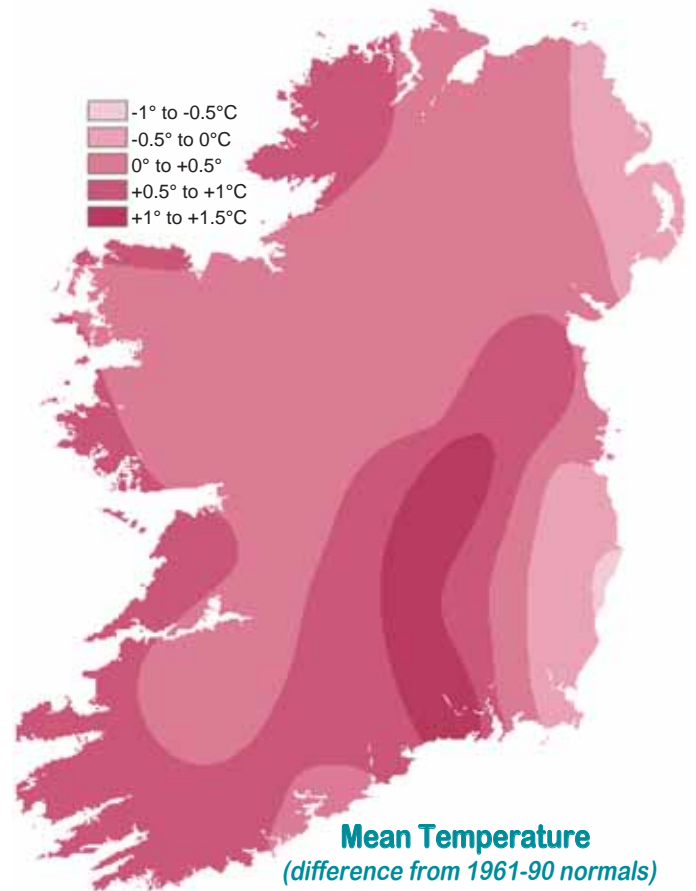 -1° to -0.5°C
-0.5° to 0°C
0° to +0.5°
+0.5° to +1°C
+1° to +1.5°C
Mean Temperature
(difference from 1961-90 normals)